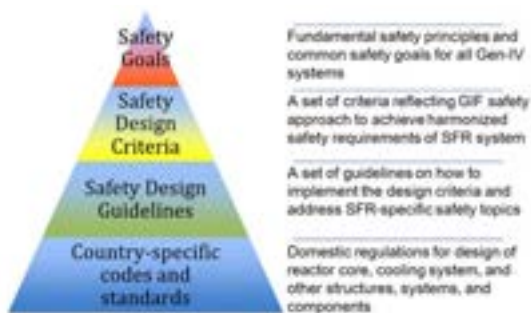 Safety
Goals
Fundamental safety principles and
common safety goals for all Gen-IV
systems
Safety
Design
Criteria
A set of criteria reflecting GIF safety
approach to achieve harmonized
safety requirements of SFR system
Safety Design
Guidelines
A set of guidelines on how to
implement the design criteria and
address SFR-specific safety topics
Country-specific
codes and
standards
Domestic regulations for design of
reactor core, cooling system, and
other structures, systems, and
components